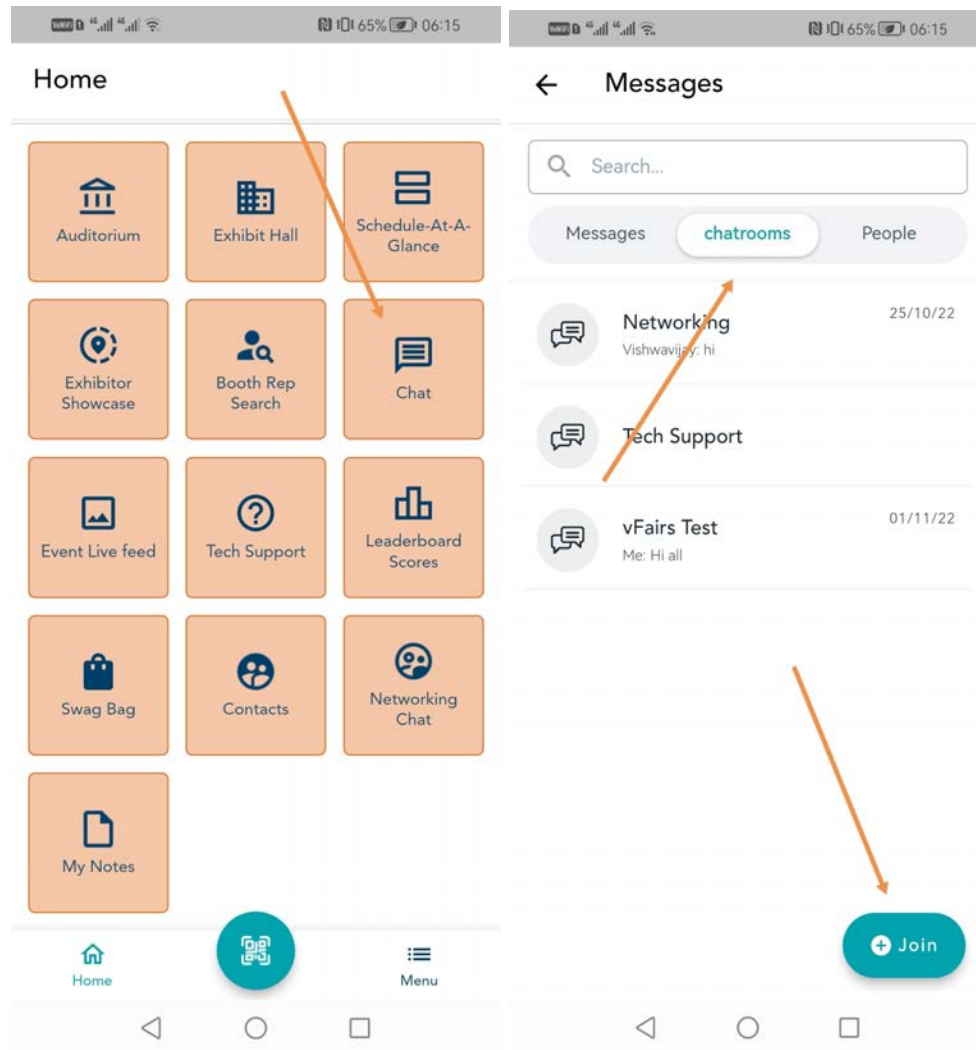 65% 06:15
Home
Auditorium
Exhibit Hall
Schedule-At-A-
Glance
Exhibitor
Showcase
Booth Rep
Search
Chat
Event Live feed
Tech Support
Leaderboard
Scores
Swag Bag
Contacts
Networking
Chat
My Notes
Home
Menu
65% 06:15
Messages
Search...
Messages
chatrooms
People
Networking
25/10/22
Vishwavijay: hi
Tech Support
vFairs Test
01/11/22
Me: Hi all
Join